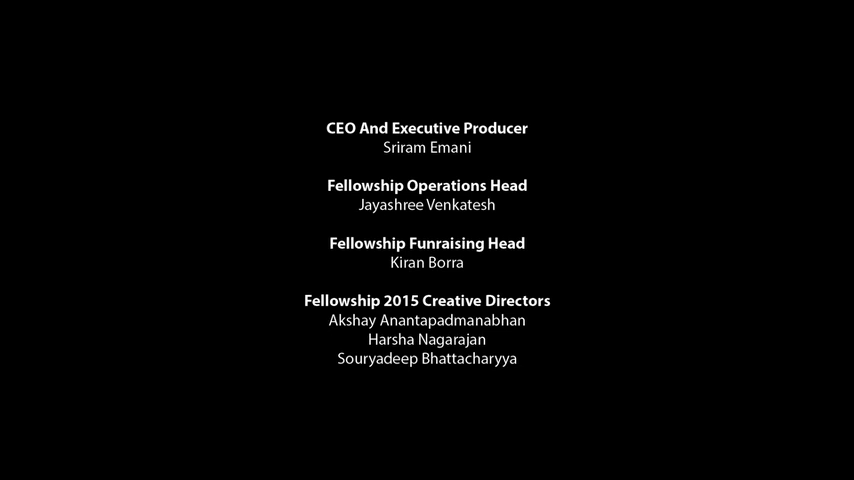 CEO And Executive Producer
Sriram Emani
Fellowship Operations Head
Jayashree Venkatesh
Fellowship Funraising Head
Kiran Borra
Fellowship 2015 Creative Directors
Akshay Anantapadmanabhan
Harsha Nagarajan
Souryadeep Bhattacharyya